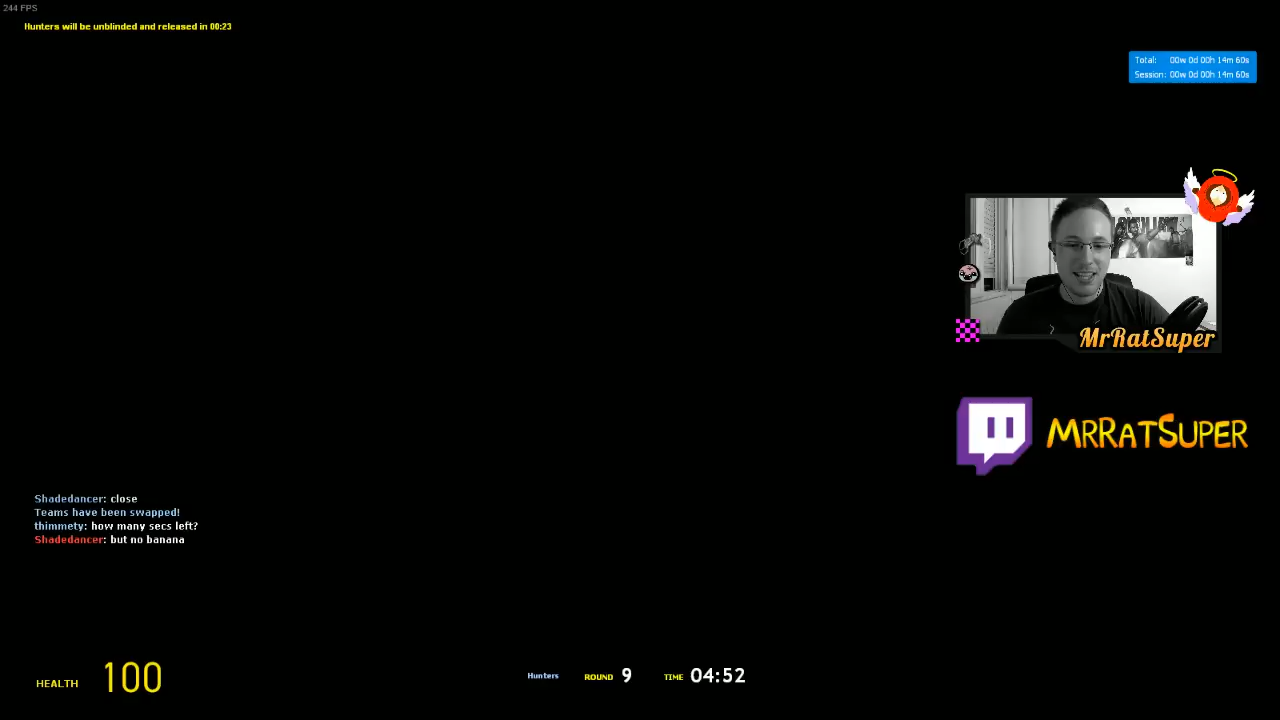 244 FPS
Hunters will be unblinded and released in 00:23
Total: 00w 0d 00h 14m 60s
Session: 00w 0d 00h 14m 60s
MrRatSuper
MRRATSUPER
Shadedancer: close
Teams have been swapped!
thimmety: how many secs left?
Shadedancer: but no banana
HEALTH 100
Hunters ROUND 9 TIME 04:52